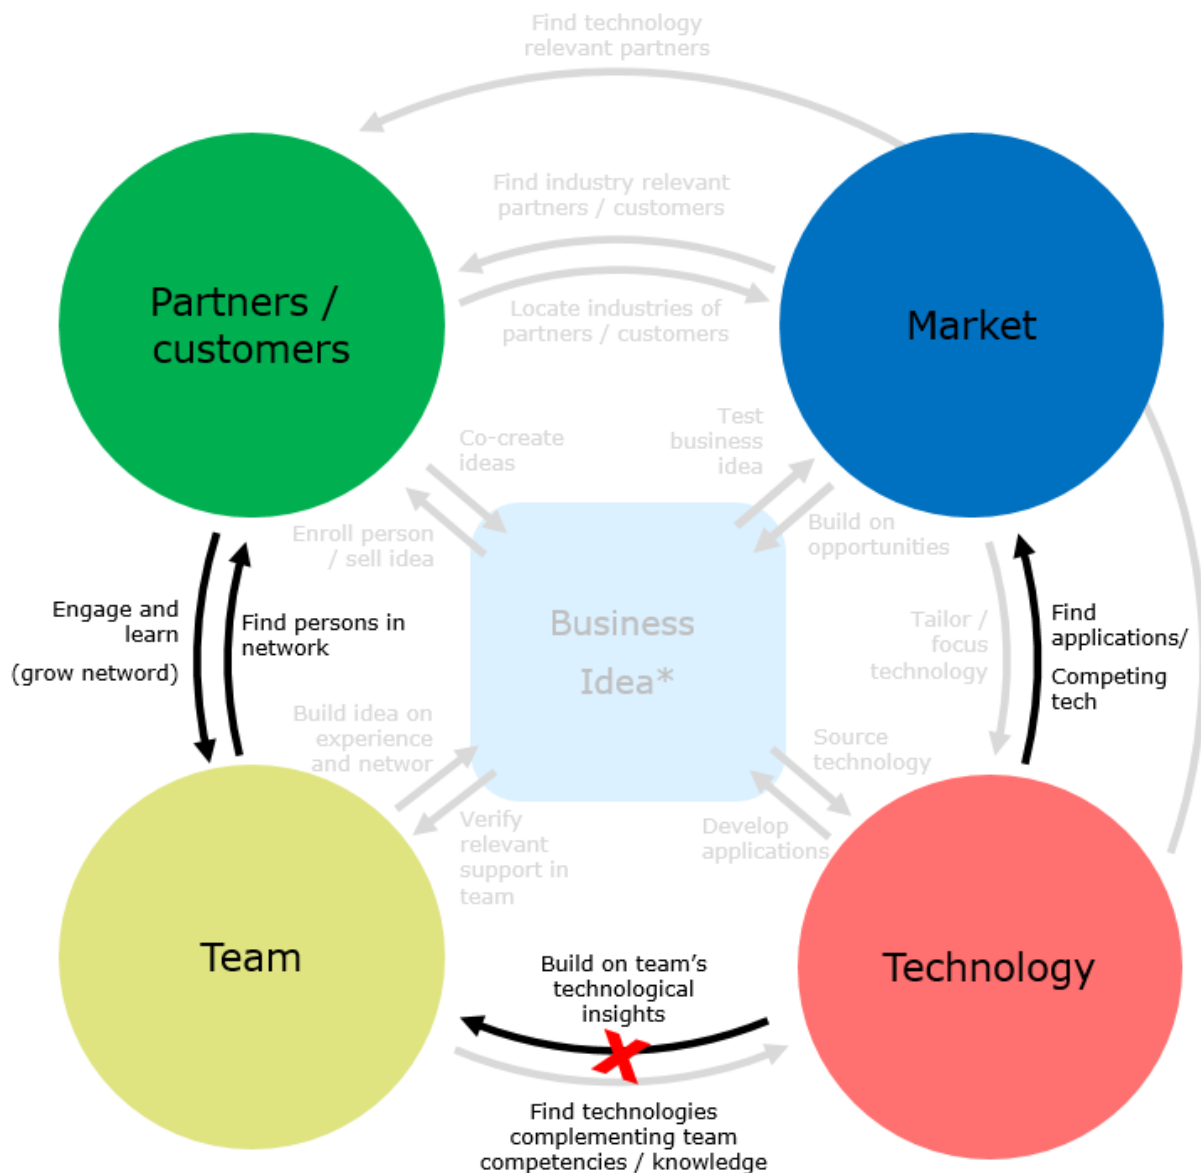 Find technology
relevant partners
Find industry relevant
partners / customers
Partners /
customers
Market
Locate industries of
partners / customers
Co-create
ideas
Test
business
idea
Enroll person
/ sell idea
Build on
opportunities
Engage and
learn
(grow netword)
Find persons in
network
Business
Idea*
Tailor /
focus
technology
Find
applications/
Competing
tech
Build idea on
experience
and networ
Source
technology
Verify
relevant
support in
team
Develop
applications
Team
Technology
Build on team’s
technological
insights
X
Find technologies
complementing team
competencies / knowledge